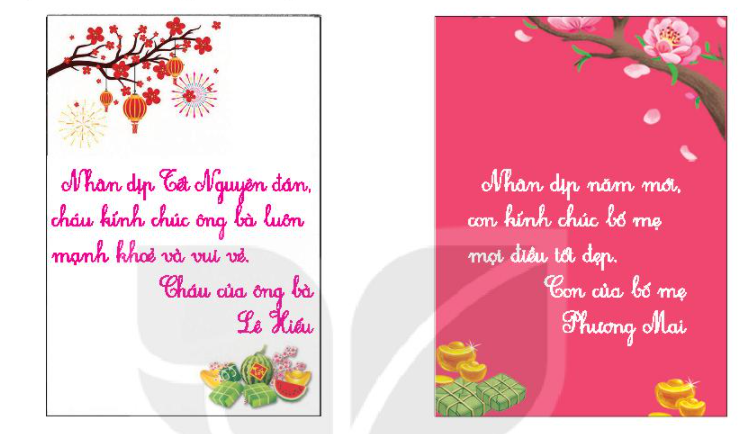 Nhân dịp Tết Nguyên đán,
cháu kính chúc ông bà luôn
mạnh khoẻ và vui vẻ.
Cháu của ông bà
Lê Hiếu
Nhân dịp năm mới,
con kính chúc bố mẹ
mọi điều tốt đẹp.
Con của bố mẹ
Phương Mai